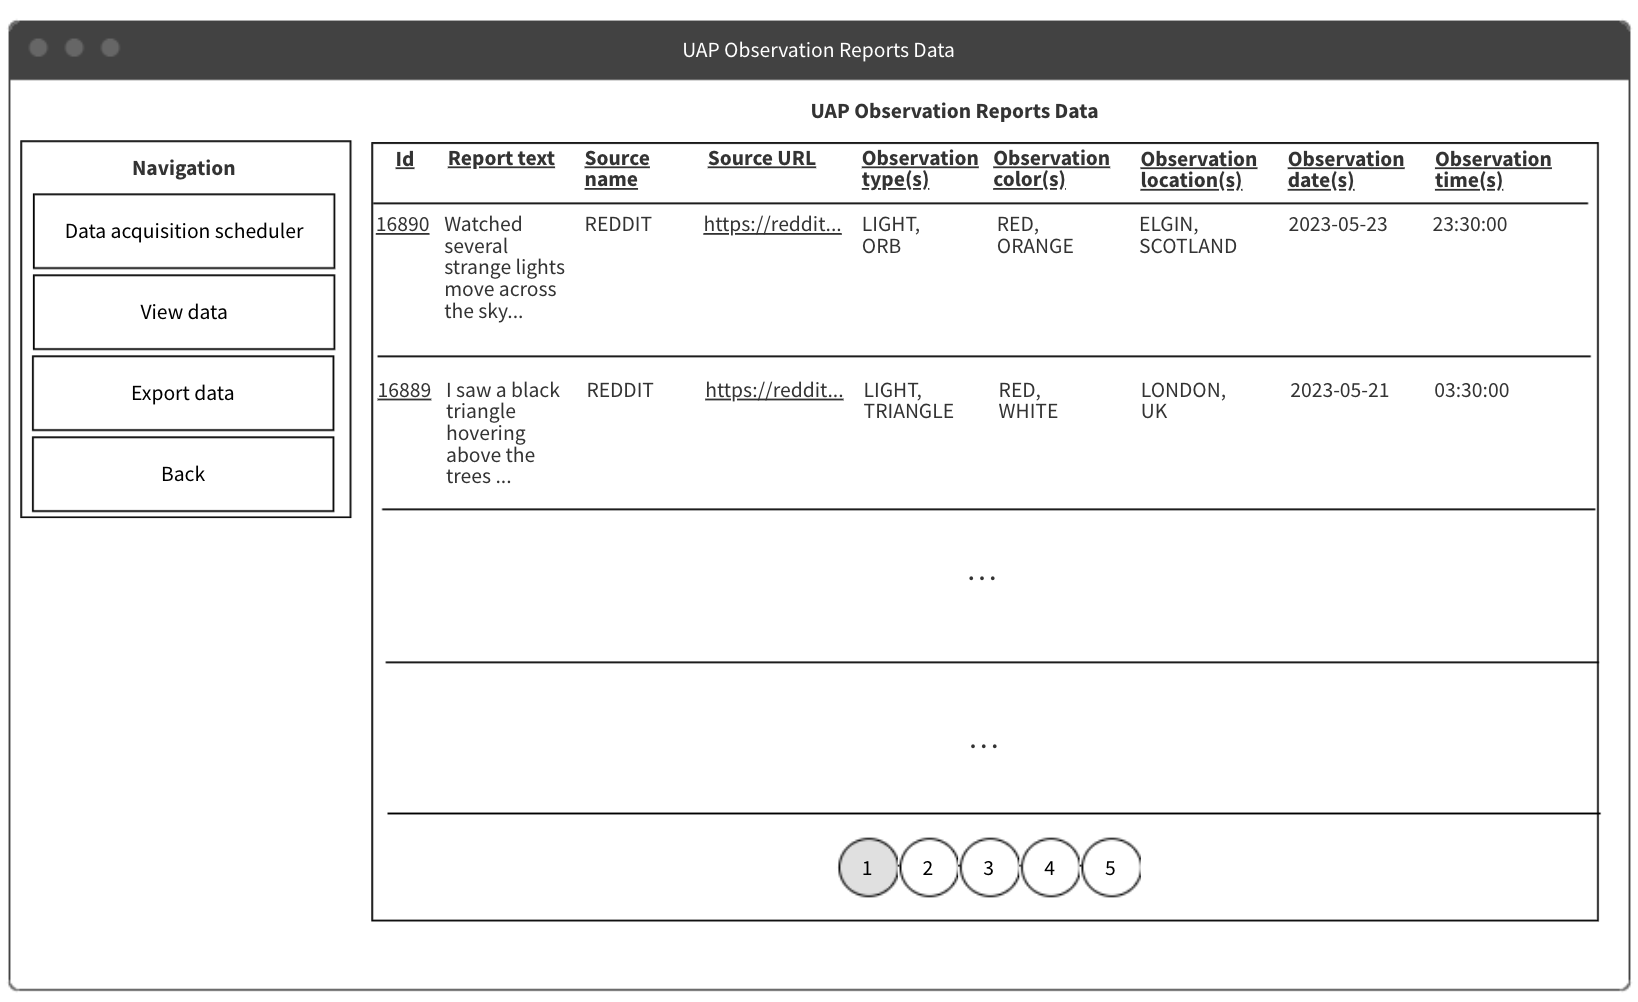 UAP Observation Reports Data
UAP Observation Reports Data
Navigation
Data acquisition scheduler
View data
Export data
Back
Id
Report text
Source
name
Source URL
Observation
type(s)
Observation
color(s)
Observation
location(s)
Observation
date(s)
Observation
time(s)
16890
Watched
several
strange lights
move across
the sky...
REDDIT
https://reddit...
LIGHT,
ORB
RED,
ORANGE
ELGIN,
SCOTLAND
2023-05-23
23:30:00
16889
I saw a black
triangle
hovering
above the
trees ...
REDDIT
https://reddit...
LIGHT,
TRIANGLE
RED,
WHITE
LONDON,
UK
2023-05-21
03:30:00
...
...
1 2 3 4 5